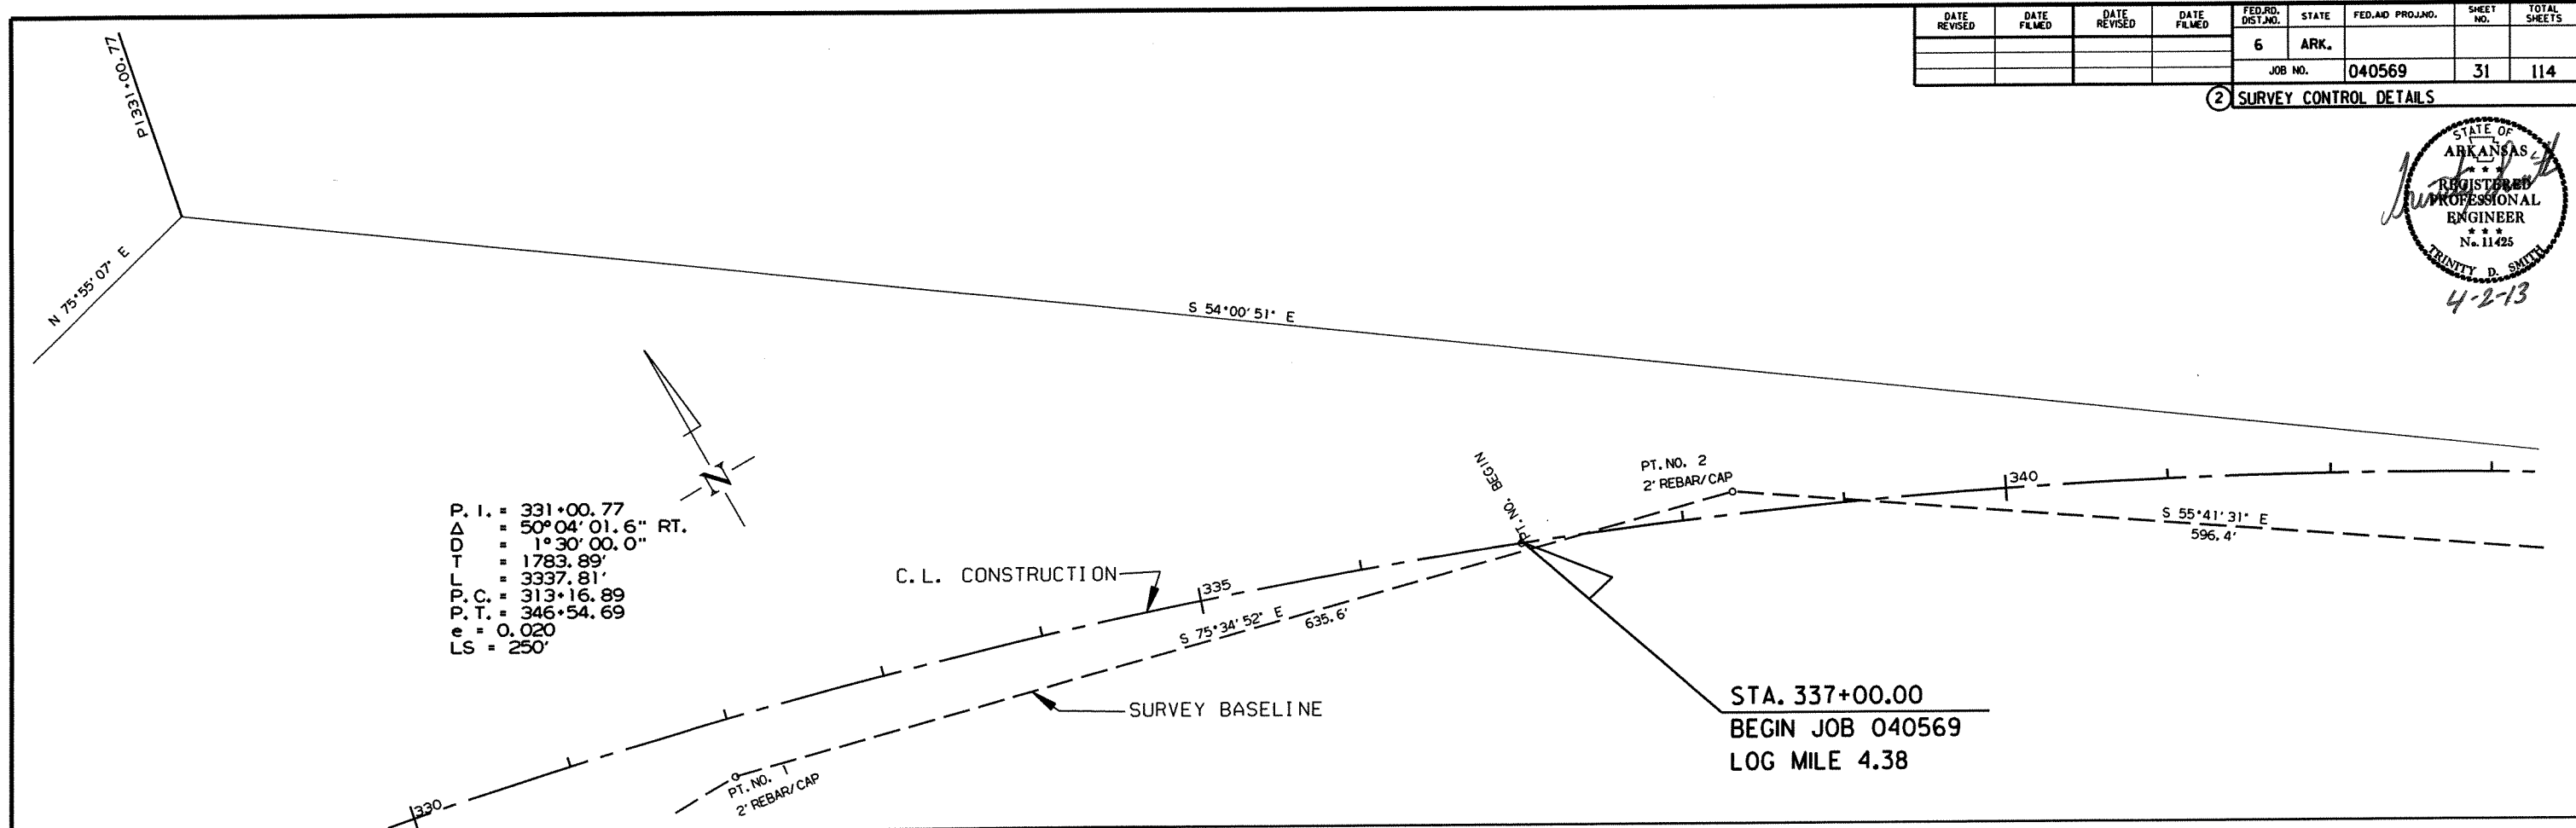 DATE REVISED
DATE FILMED
DATE REVISED
DATE FILMED
FED.RD. DIST.NO.
STATE
FED.AID PROJ.NO.
SHEET NO.
TOTAL SHEETS
6
ARK.
JOB NO.
040569
31
114
2
SURVEY CONTROL DETAILS
STATE OF
ARKANSAS
REGISTERED
PROFESSIONAL
ENGINEER
No. 11425
TRINITY D. SMITH
4-2-13
PI 331+00.77
N 75°55'07" E
S 54°00'51" E
N
P.I. = 331+00.77
Δ = 50°04'01.6" RT.
D = 1°30'00.0"
T = 1783.89'
L = 3337.81'
P.C. = 313+16.89
P.T. = 346+54.69
e = 0.020
LS = 250'
C.L. CONSTRUCTION
335
S 75°34'52" E
635.6'
PT. NO. BEGIN
PT. NO. 2
2' REBAR/CAP
340
S 55°41'31" E
596.4'
SURVEY BASELINE
STA. 337+00.00
BEGIN JOB 040569
LOG MILE 4.38
330
PT. NO. 1
2' REBAR/CAP